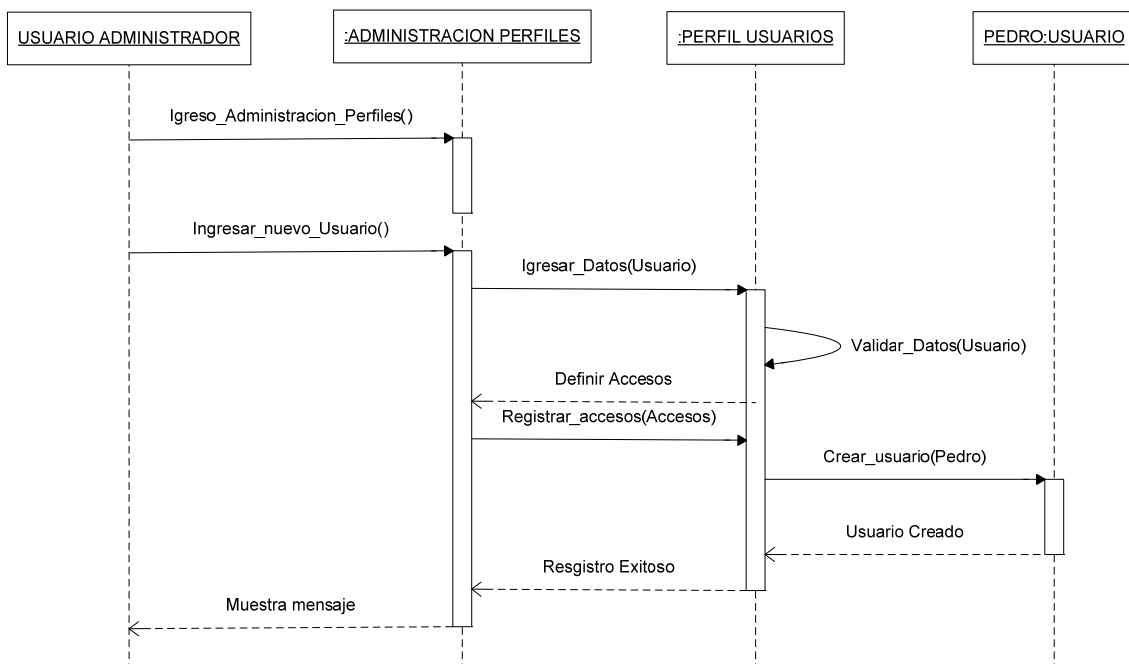 USUARIO ADMINISTRADOR
:ADMINISTRACION PERFILES
:PERFIL USUARIOS
PEDRO:USUARIO
Igreso_Administracion_Perfiles()
Ingresar_nuevo_Usuario()
Igresar_Datos(Usuario)
Validar_Datos(Usuario)
Definir Accesos
Registrar_accesos(Accesos)
Crear_usuario(Pedro)
Usuario Creado
Resgistro Exitoso
Muestra mensaje